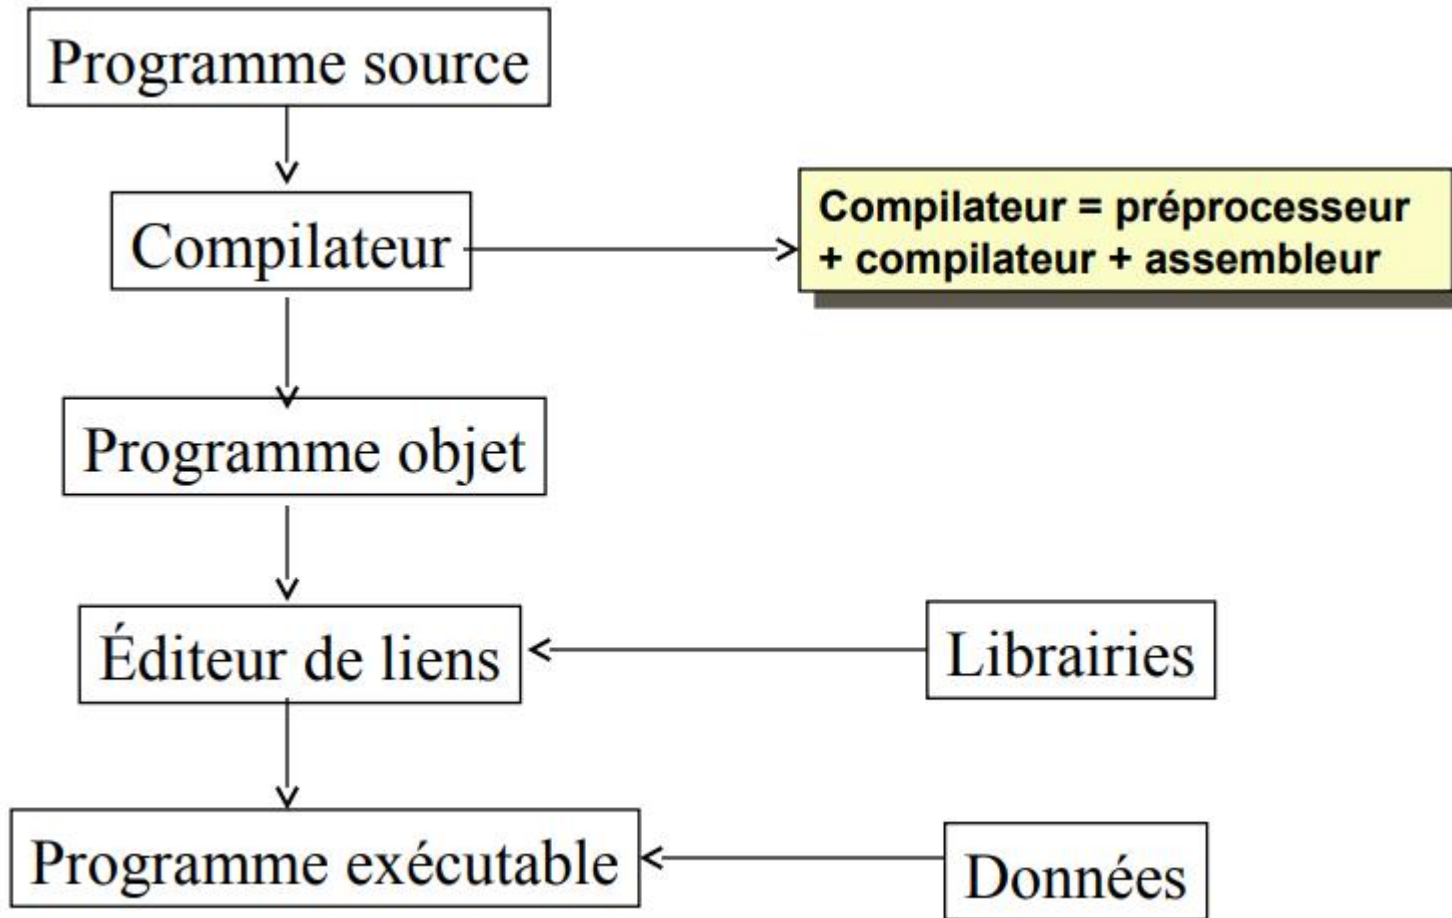 Programme source
Compilateur
Compilateur = préprocesseur
+ compilateur + assembleur
Programme objet
Éditeur de liens
Librairies
Programme exécutable
Données